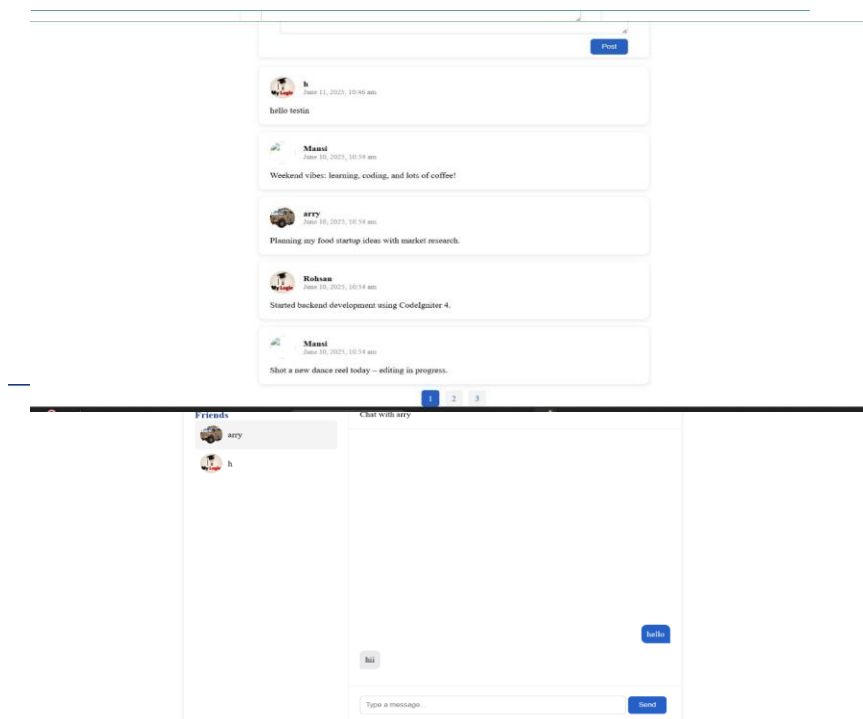 Post
h
June 11, 2025, 10:46 am
hello testin
Mansi
June 10, 2025, 10:54 am
Weekend vibes: learning, coding, and lots of coffee!
arry
June 10, 2025, 10:54 am
Planning my food startup ideas with market research.
Rohsan
June 10, 2025, 10:54 am
Started backend development using CodeIgniter 4.
Mansi
June 10, 2025, 10:54 am
Shot a new dance reel today – editing in progress.
1 2 3
Friends
Chat with arry
arry
h
hello
hii
Type a message...
Send